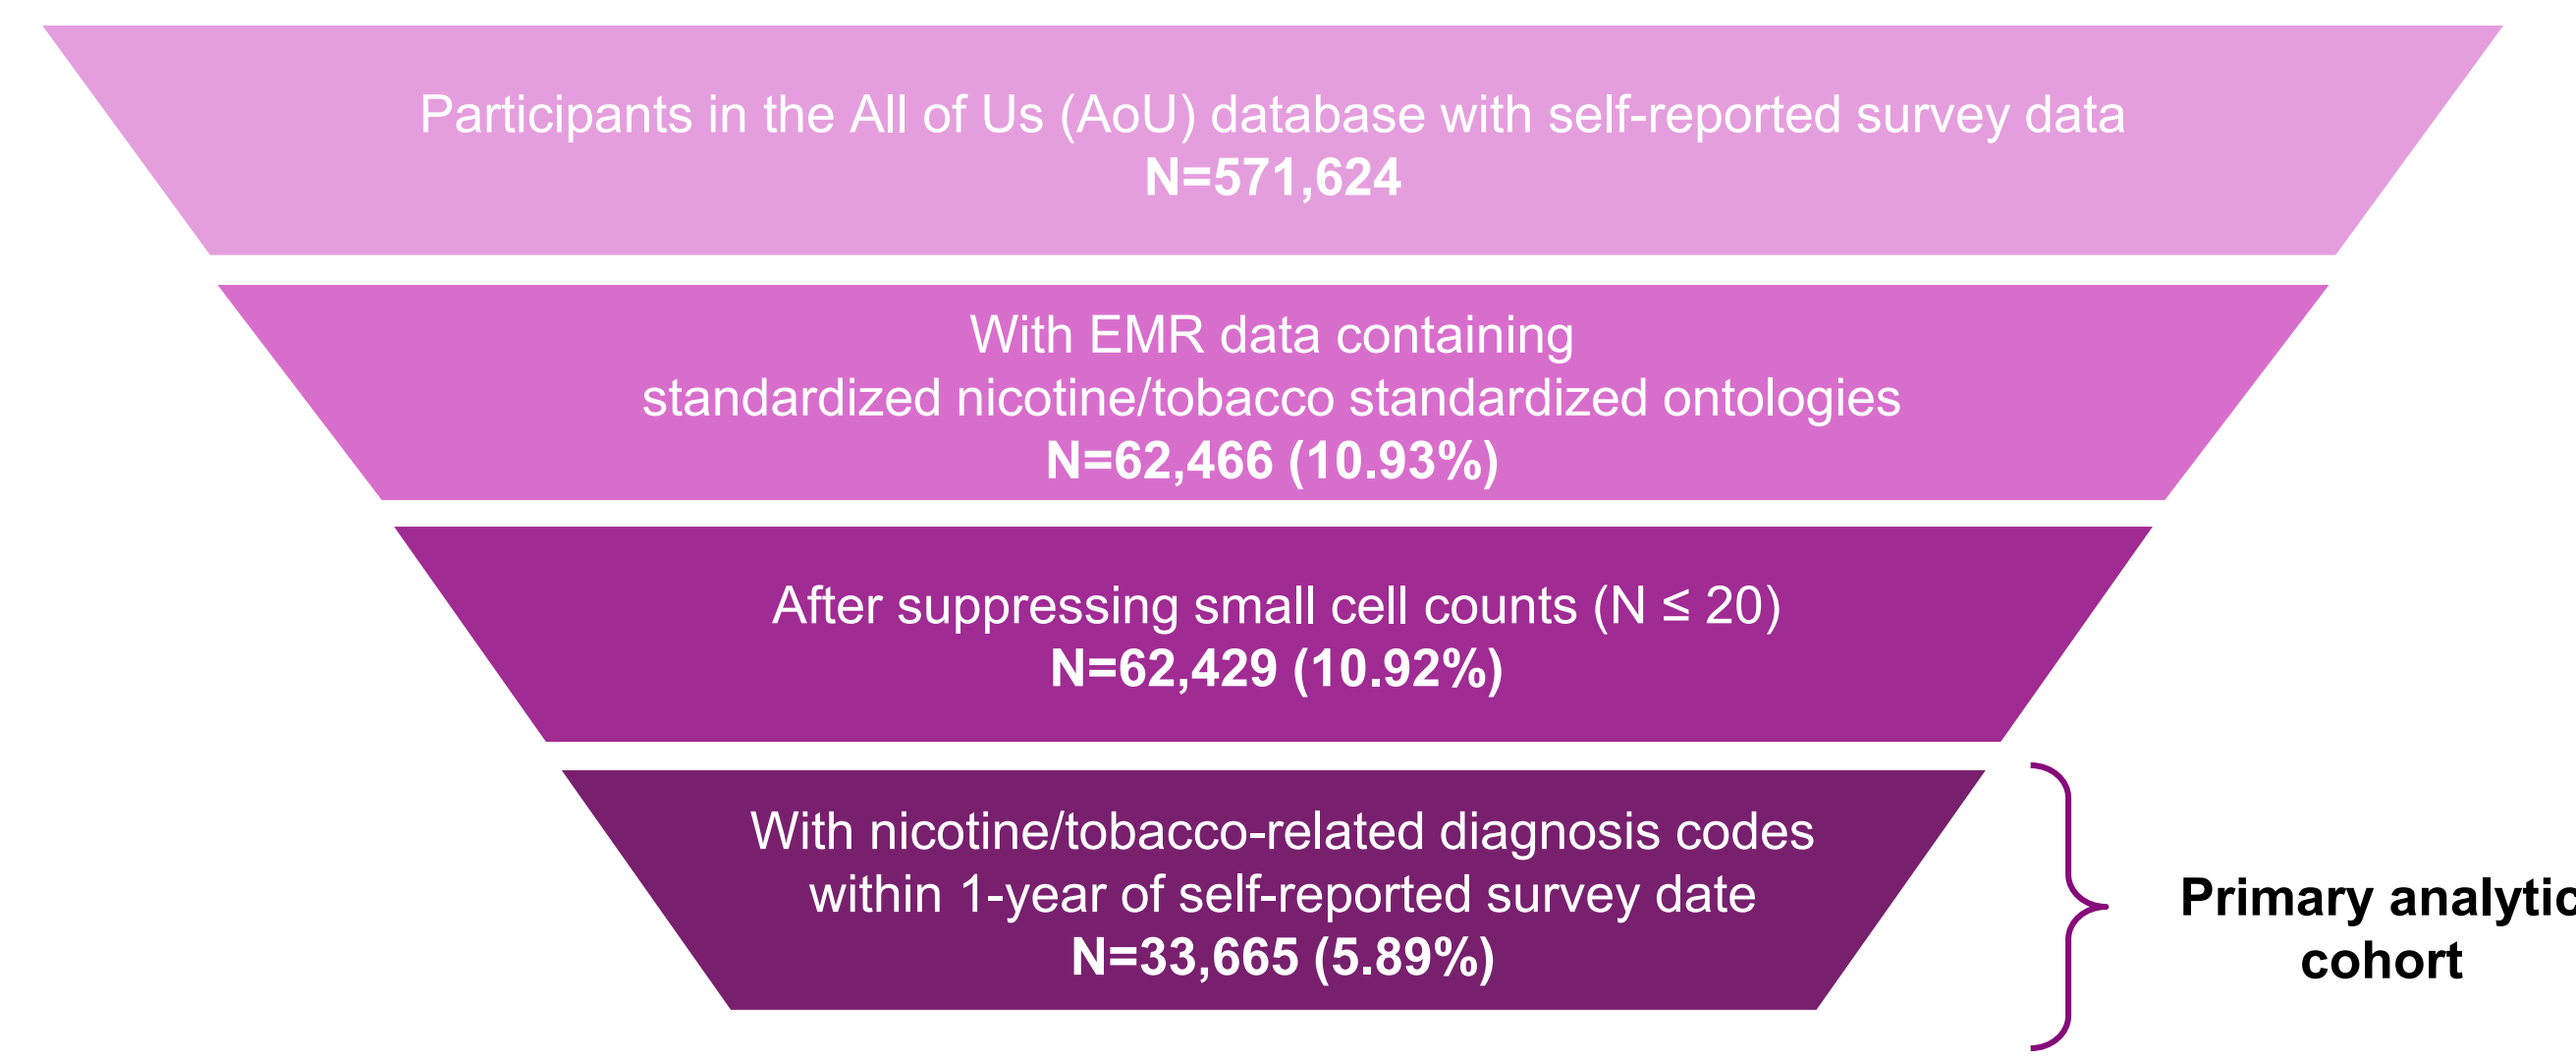 Participants in the All of Us (AoU) database with self-reported survey data
N=571,624
With EMR data containing
standardized nicotine/tobacco standardized ontologies
N=62,466 (10.93%)
After suppressing small cell counts (N ≤ 20)
N=62,429 (10.92%)
With nicotine/tobacco-related diagnosis codes
within 1-year of self-reported survey date
N=33,665 (5.89%)
Primary analytic
cohort